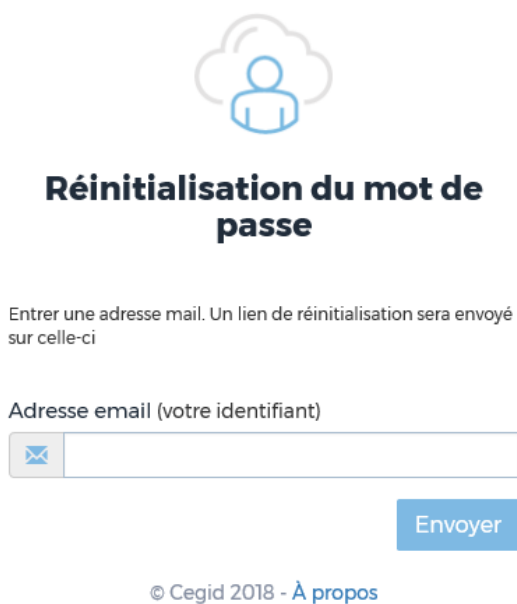 Réinitialisation du mot de
passe
Entrer une adresse mail. Un lien de réinitialisation sera envoyé
sur celle-ci
Adresse email (votre identifiant)
Envoyer
© Cegid 2018 - À propos